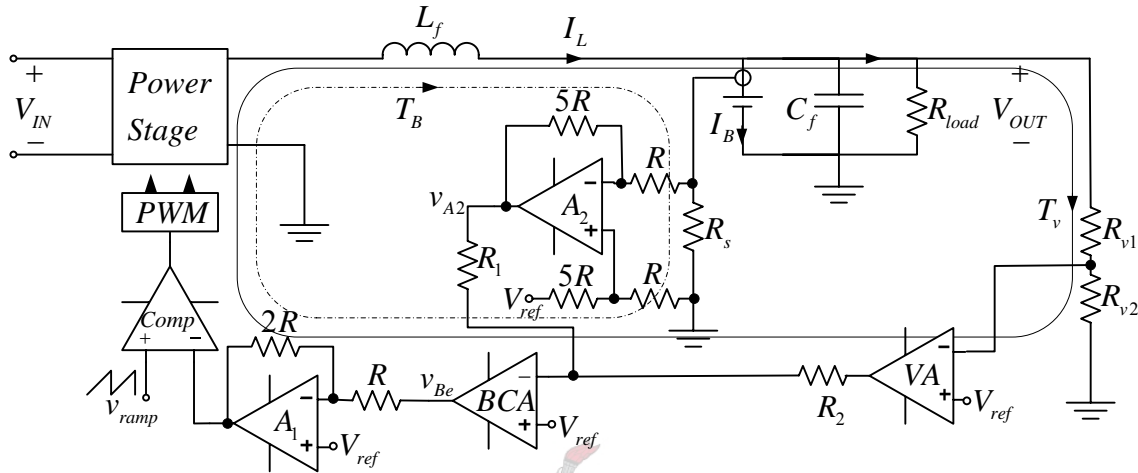 L_f
I_L
+
V_IN
−
Power
Stage
5R
T_B
R
I_B
C_f
R_load
+
V_OUT
−
PWM
v_A2
−
A_2
+
R_s
T_v
R_v1
R_1
5R
R
V_ref
R_v2
Comp
+ −
2R
v_ramp
−
A_1
+
V_ref
R
v_Be
−
BCA
+
V_ref
R_2
−
VA
+
V_ref